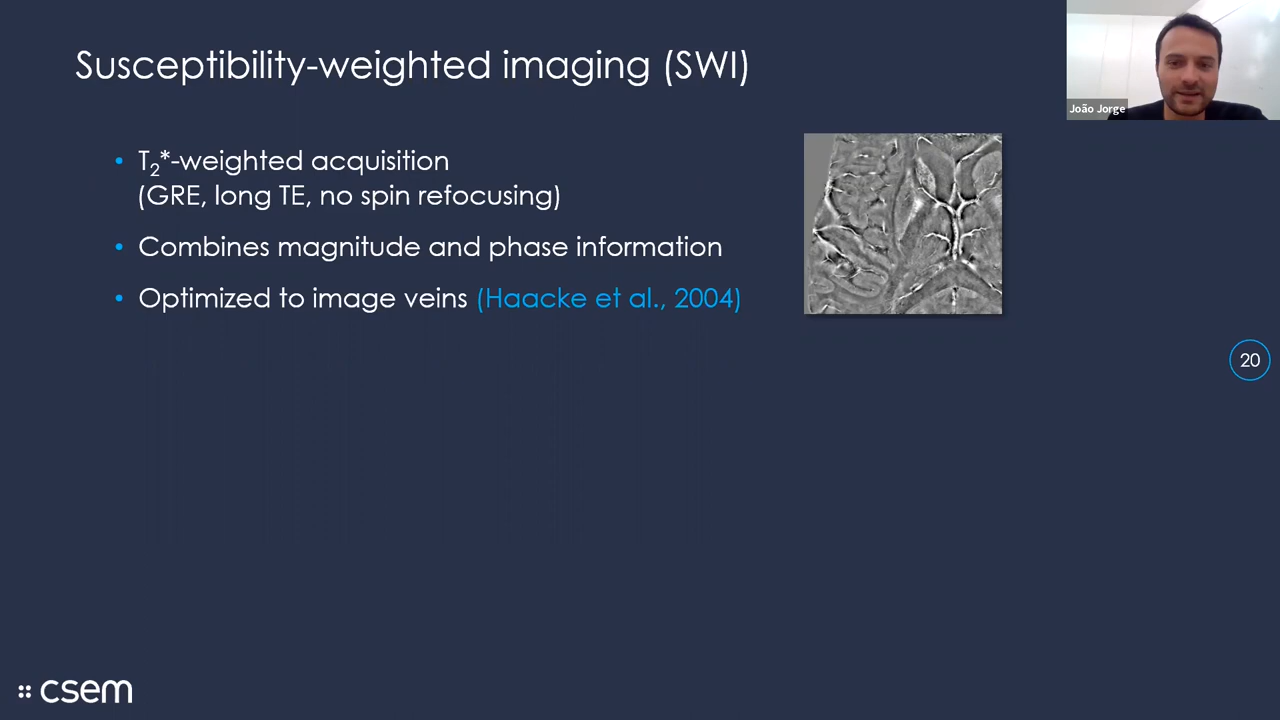 Susceptibility-weighted imaging (SWI)
João Jorge
• T₂*-weighted acquisition
(GRE, long TE, no spin refocusing)
• Combines magnitude and phase information
• Optimized to image veins (Haacke et al., 2004)
20
csem